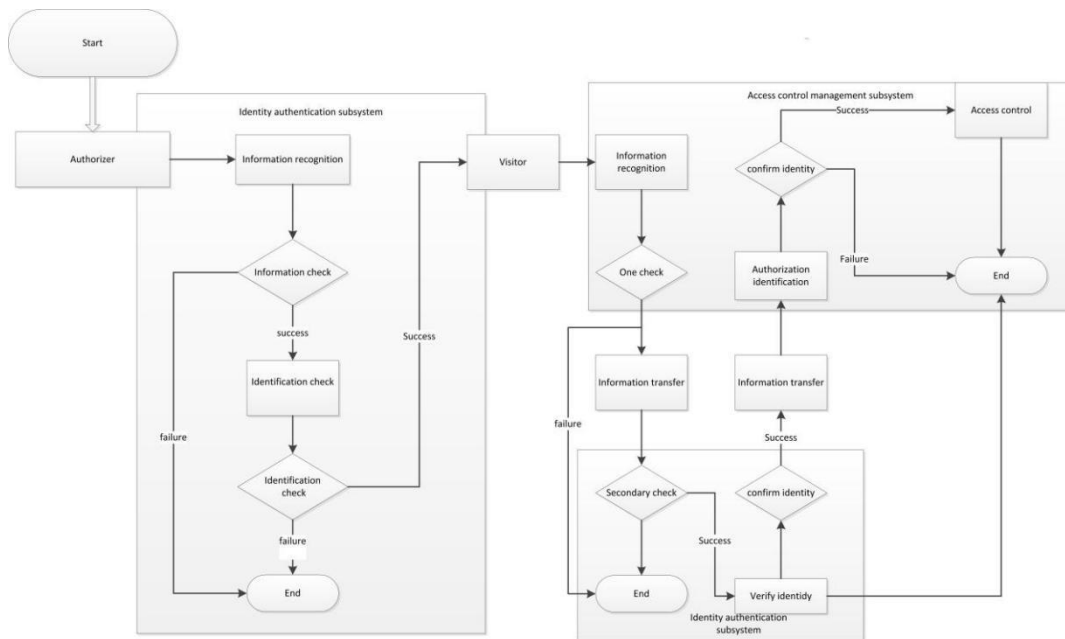 Start
Identity authentication subsystem
Authorizer
Information recognition
Information check
success
Identification check
failure
Identification
check
failure
End
Success
Visitor
Access control management subsystem
Information
recognition
One check
failure
Information transfer
Secondary check
Success
End
Verify identidy
Identity authentication
subsystem
confirm identity
Success
Information transfer
Authorization
identification
confirm identity
Success
Failure
Access control
End